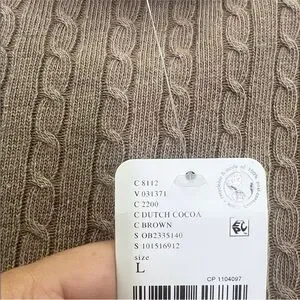 C 8112
V 031371
C 2200
C DUTCH COCOA
C BROWN
S OB2335140
S 101516912
size
L
CP 1104097